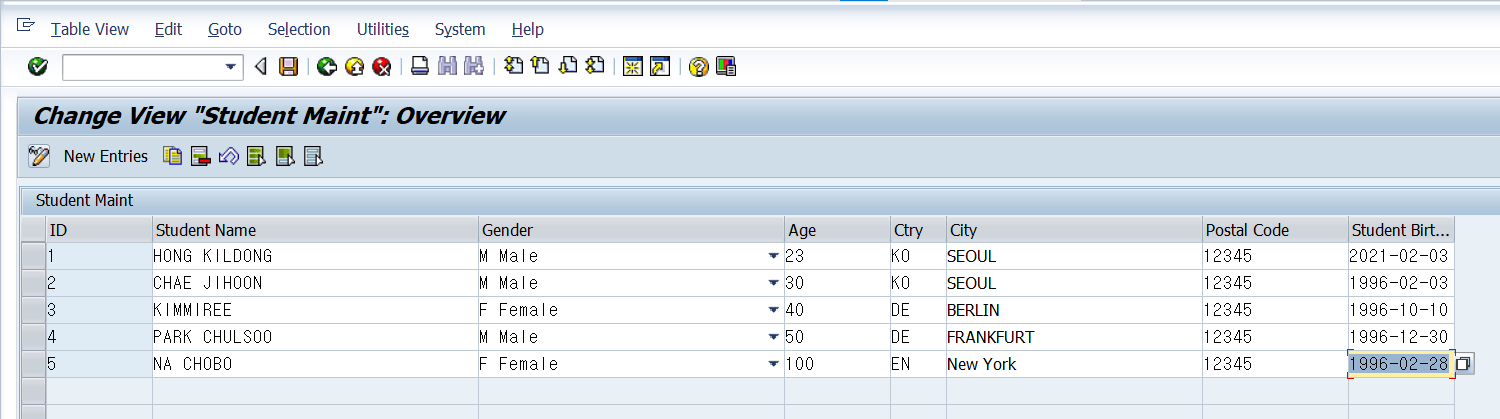 Table View Edit Goto Selection Utilities System Help
Change View "Student Maint": Overview
New Entries
Student Maint
ID Student Name Gender Age Ctry City Postal Code Student Birt...
1 HONG KILDONG M Male 23 KO SEOUL 12345 2021-02-03
2 CHAE JIHOON M Male 30 KO SEOUL 12345 1996-02-03
3 KIMMIREE F Female 40 DE BERLIN 12345 1996-10-10
4 PARK CHULSOO M Male 50 DE FRANKFURT 12345 1996-12-30
5 NA CHOBO F Female 100 EN New York 12345 1996-02-28